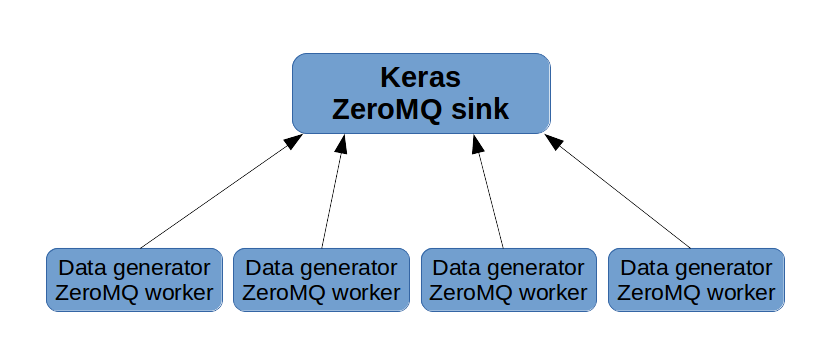 Keras
ZeroMQ sink
Data generator
ZeroMQ worker
Data generator
ZeroMQ worker
Data generator
ZeroMQ worker
Data generator
ZeroMQ worker